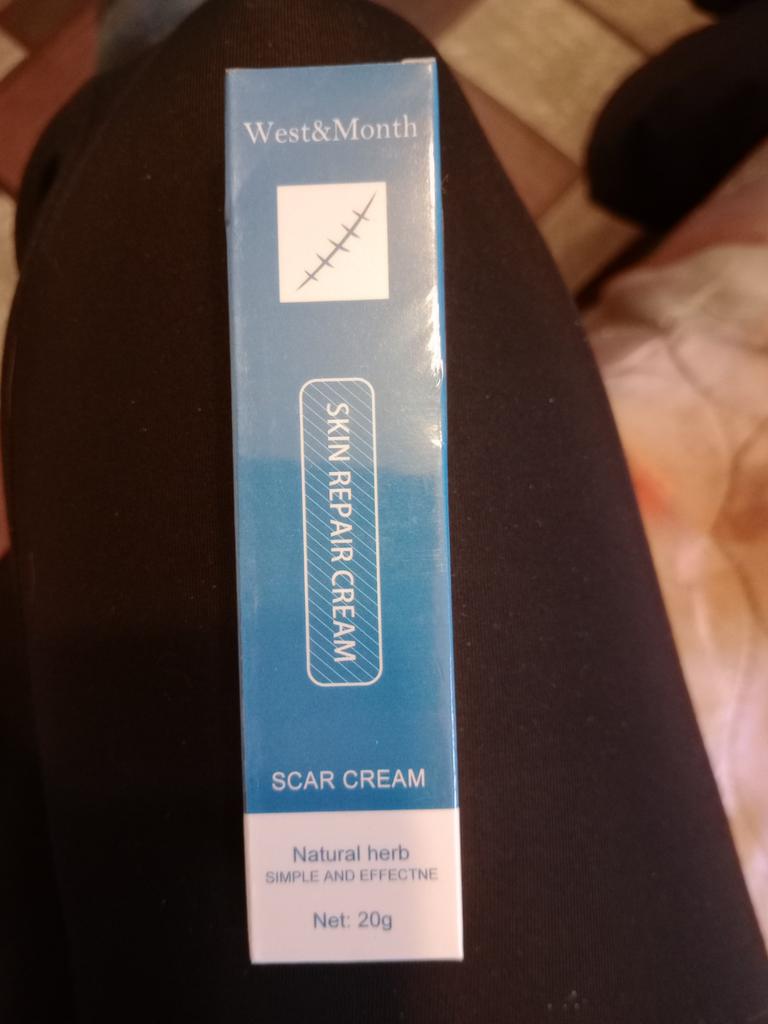 West&Month
SKIN REPAIR CREAM
SCAR CREAM
Natural herb
SIMPLE AND EFFECTNE
Net: 20g